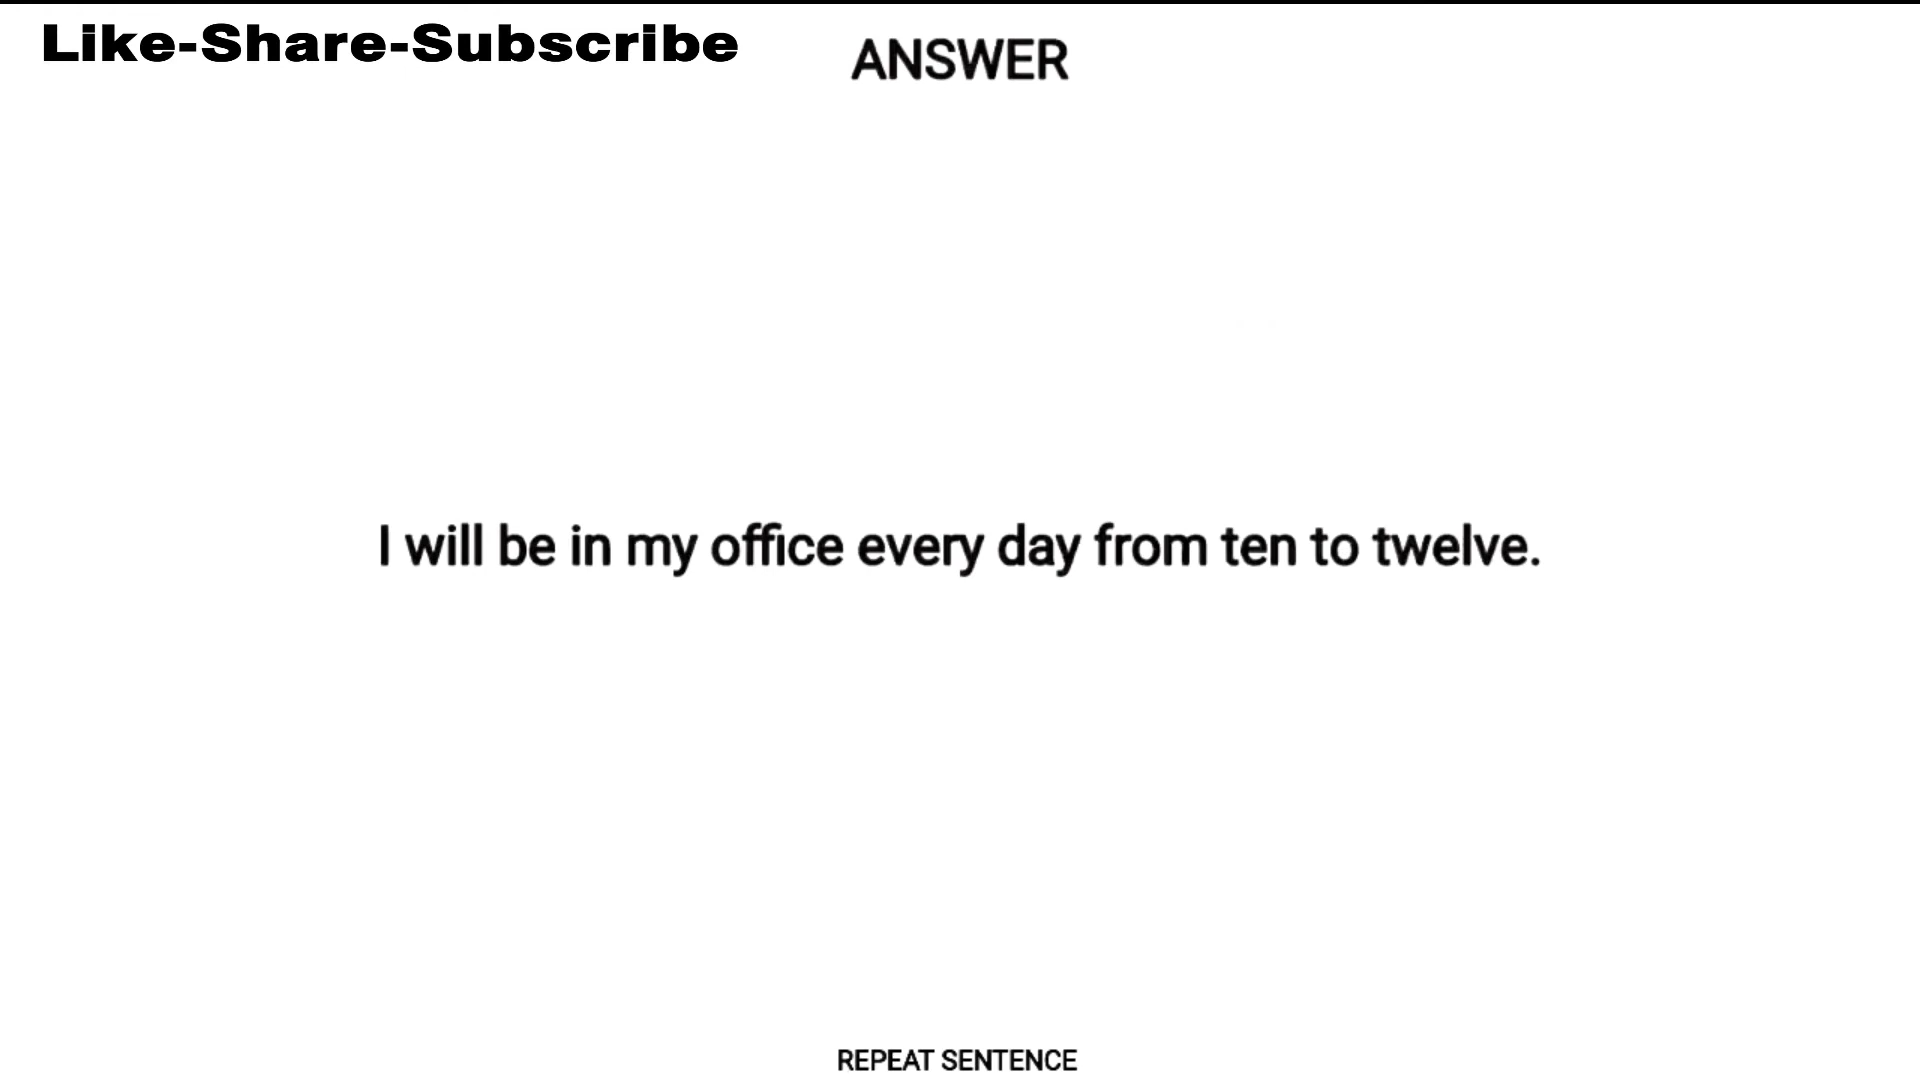 Like-Share-Subscribe
ANSWER
I will be in my office every day from ten to twelve.
REPEAT SENTENCE